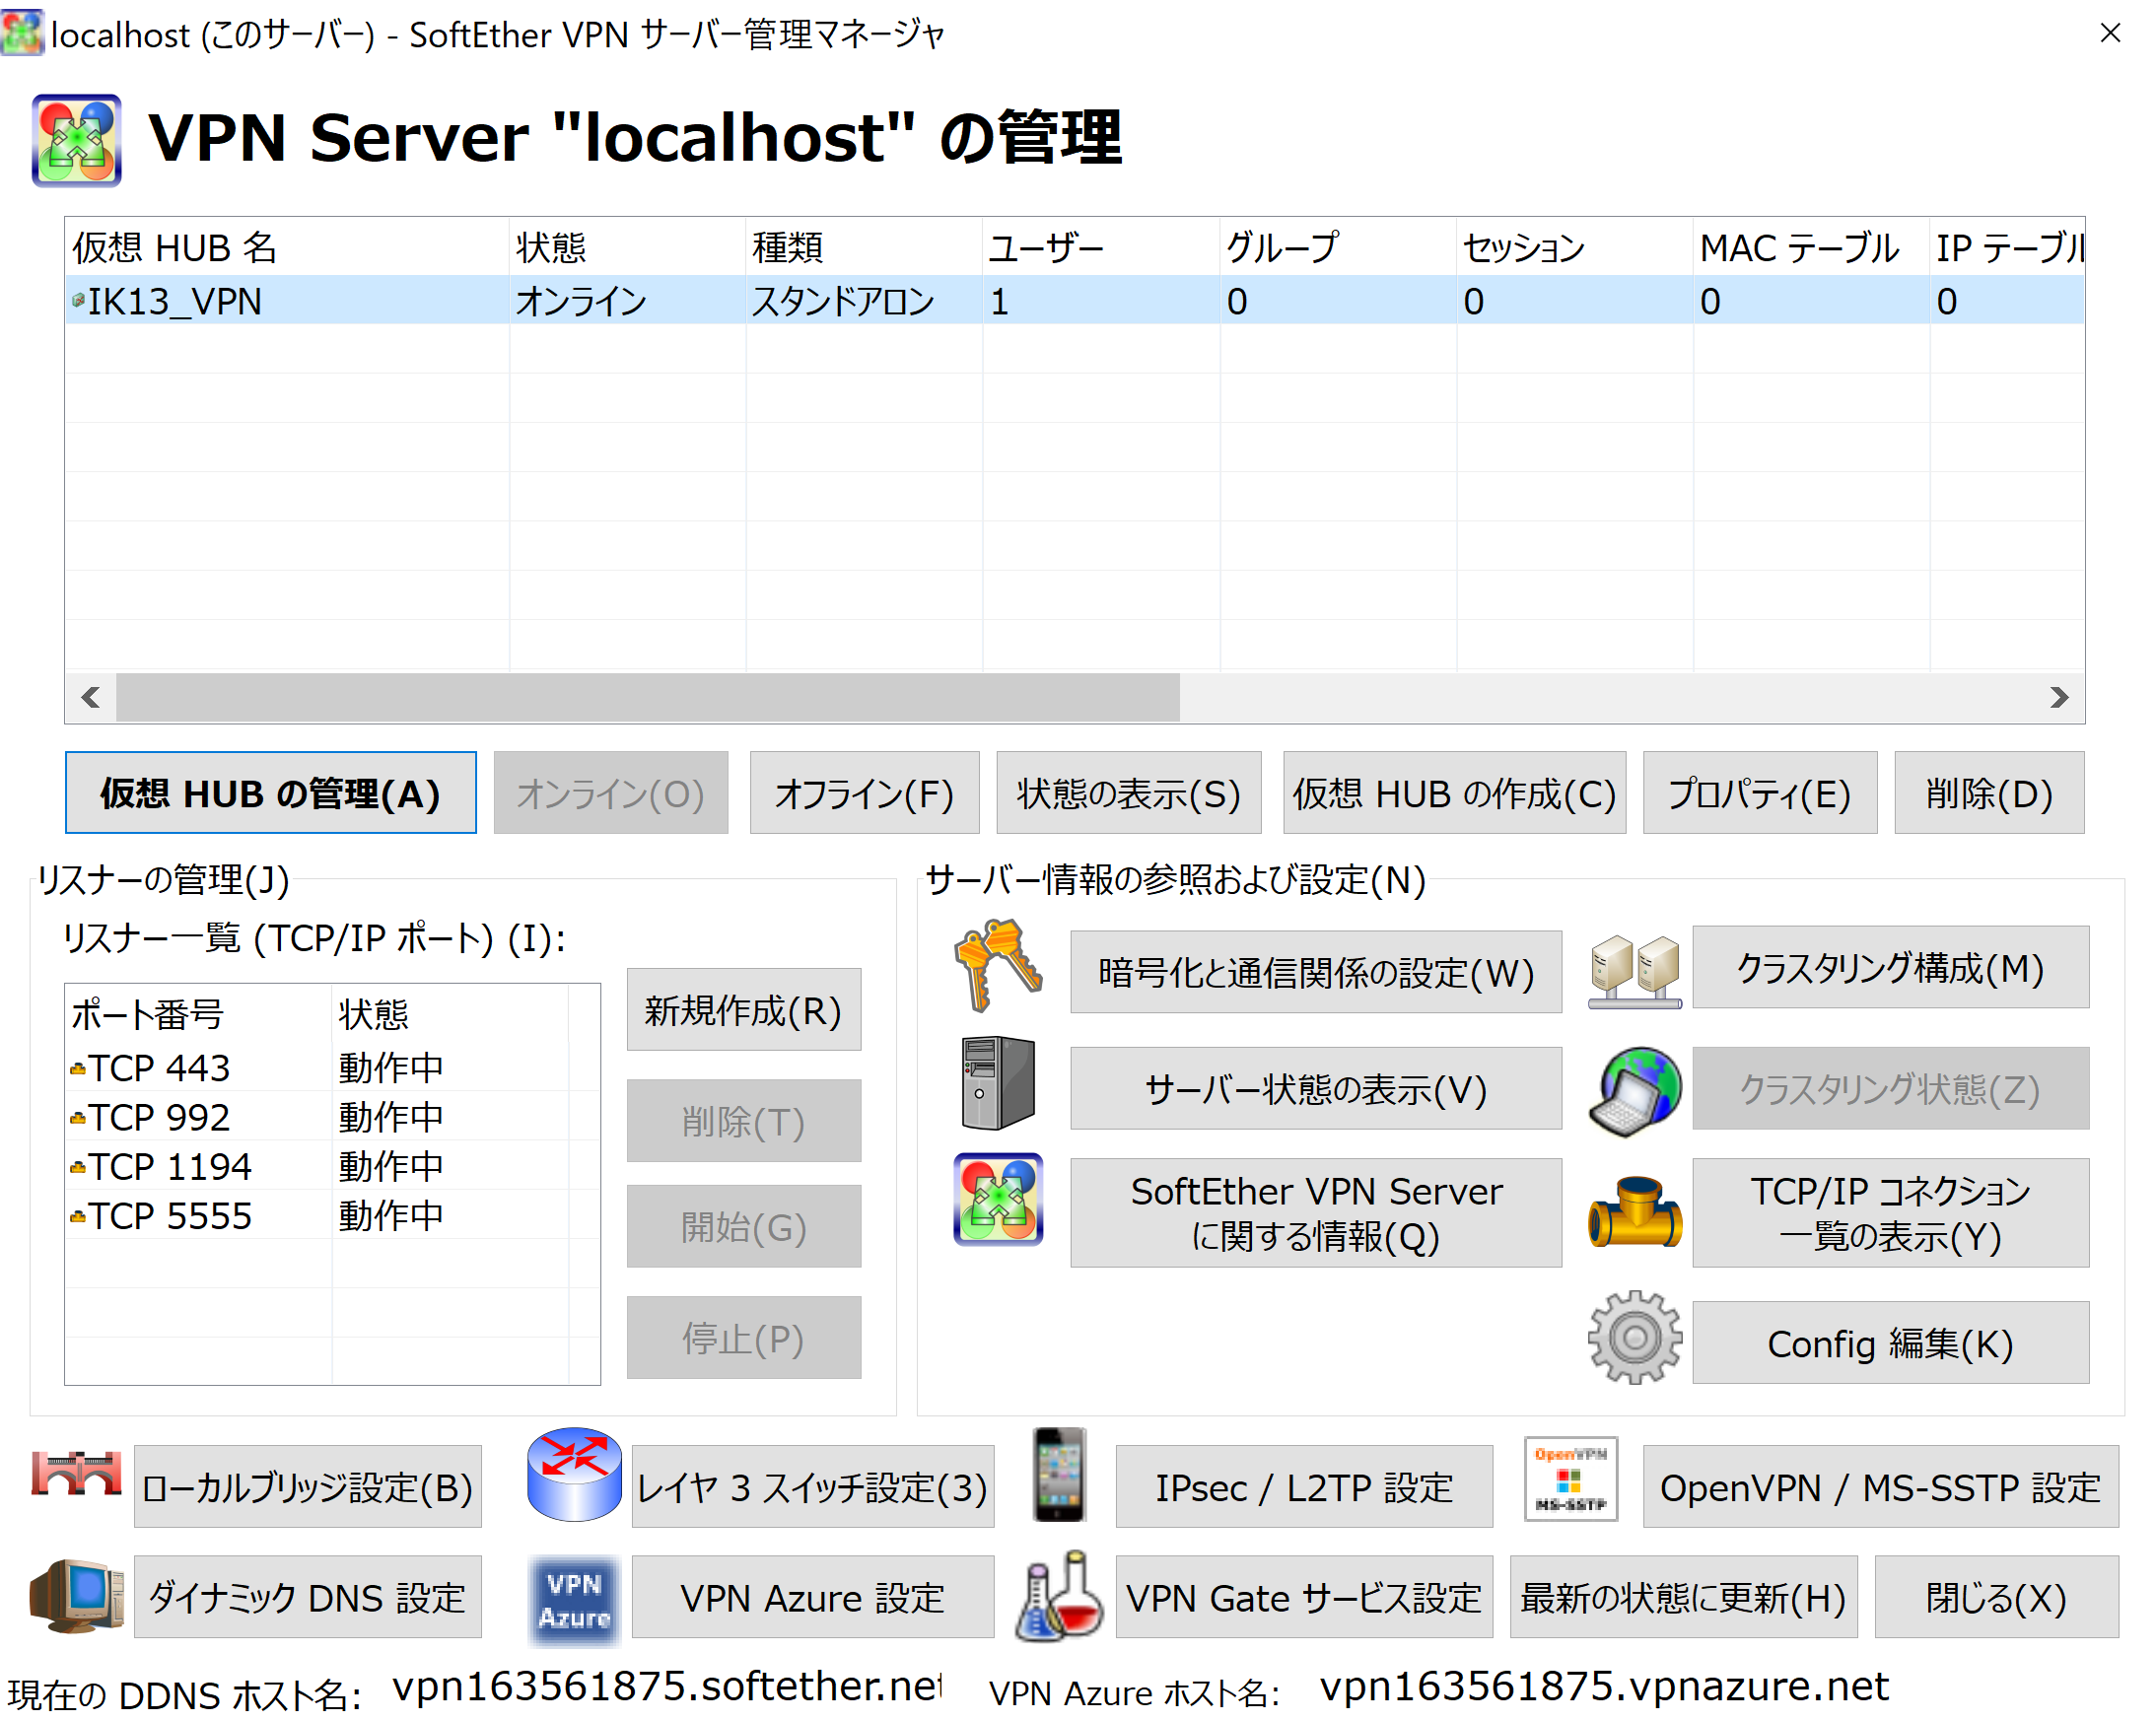 localhost (このサーバー) - SoftEther VPN サーバー管理マネージャ
VPN Server "localhost" の管理
仮想 HUB 名 状態 種類 ユーザー グループ セッション MAC テーブル IP テーブル
IK13_VPN オンライン スタンドアロン 1 0 0 0 0
仮想 HUB の管理(A) オンライン(O) オフライン(F) 状態の表示(S) 仮想 HUB の作成(C) プロパティ(E) 削除(D)
リスナーの管理(J)
リスナー一覧 (TCP/IP ポート) (I):
ポート番号 状態
TCP 443 動作中
TCP 992 動作中
TCP 1194 動作中
TCP 5555 動作中
新規作成(R)
削除(T)
開始(G)
停止(P)
サーバー情報の参照および設定(N)
暗号化と通信関係の設定(W)
クラスタリング構成(M)
サーバー状態の表示(V)
クラスタリング状態(Z)
SoftEther VPN Server
に関する情報(Q)
TCP/IP コネクション
一覧の表示(Y)
Config 編集(K)
ローカルブリッジ設定(B)
レイヤ 3 スイッチ設定(3)
IPsec / L2TP 設定
OpenVPN
MS-SSTP
OpenVPN / MS-SSTP 設定
ダイナミック DNS 設定
VPN
Azure
VPN Azure 設定
VPN Gate サービス設定
最新の状態に更新(H)
閉じる(X)
現在の DDNS ホスト名: vpn163561875.softether.net
VPN Azure ホスト名: vpn163561875.vpnazure.net